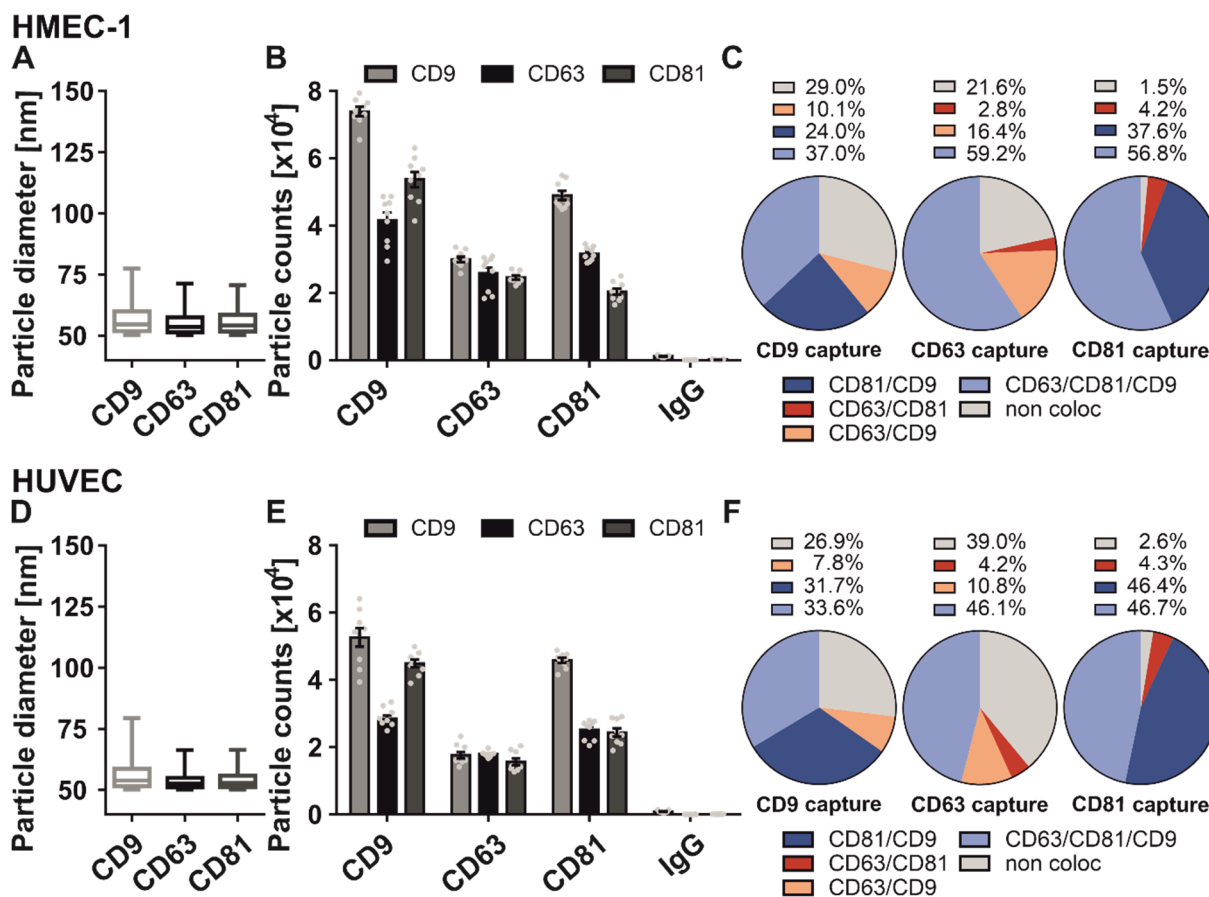 HMEC-1
A
Particle diameter [nm]
150
125
100
75
50
CD9
CD63
CD81
B
CD9
CD63
CD81
Particle counts [x10⁴]
8
6
4
2
0
CD9
CD63
CD81
IgG
C
29.0%
10.1%
24.0%
37.0%
21.6%
2.8%
16.4%
59.2%
1.5%
4.2%
37.6%
56.8%
CD9 capture
CD63 capture
CD81 capture
CD81/CD9
CD63/CD81
CD63/CD9
CD63/CD81/CD9
non coloc
HUVEC
D
Particle diameter [nm]
150
125
100
75
50
CD9
CD63
CD81
E
CD9
CD63
CD81
Particle counts [x10⁴]
8
6
4
2
0
CD9
CD63
CD81
IgG
F
26.9%
7.8%
31.7%
33.6%
39.0%
4.2%
10.8%
46.1%
2.6%
4.3%
46.4%
46.7%
CD9 capture
CD63 capture
CD81 capture
CD81/CD9
CD63/CD81
CD63/CD9
CD63/CD81/CD9
non coloc